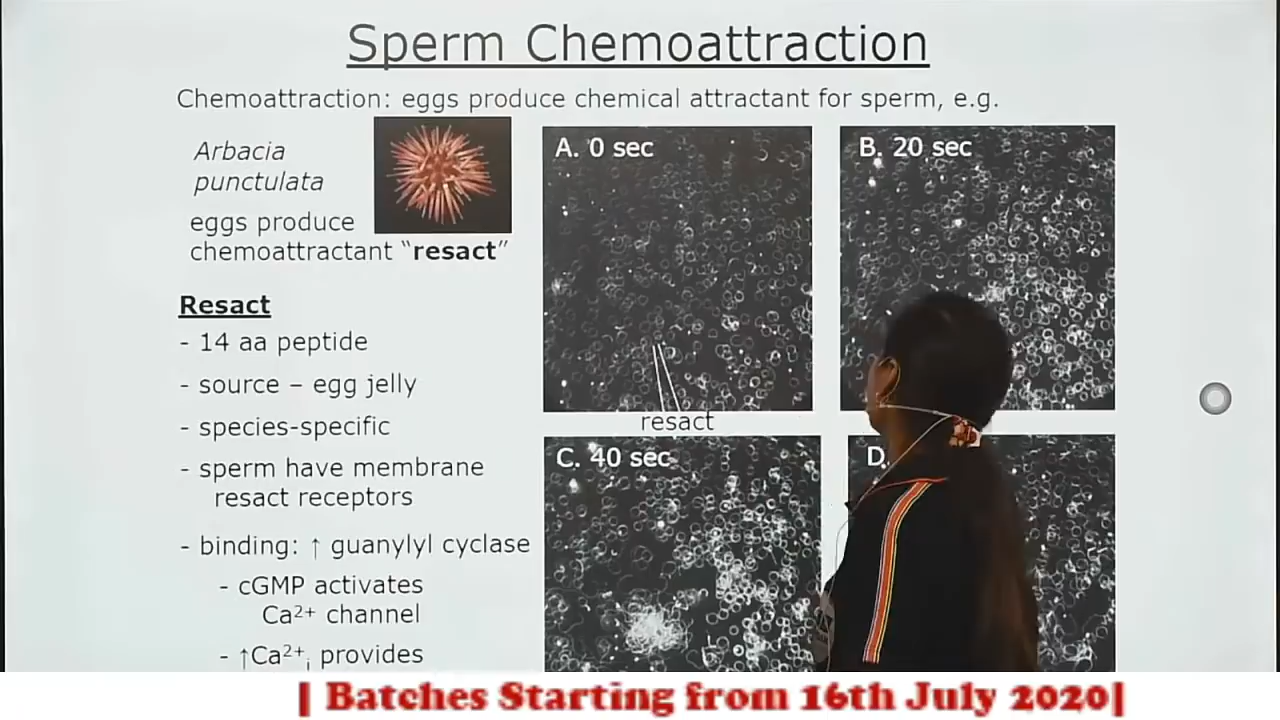 Sperm Chemoattraction
Chemoattraction: eggs produce chemical attractant for sperm, e.g.
Arbacia
punctulata
eggs produce
chemoattractant “resact”
Resact
- 14 aa peptide
- source – egg jelly
- species-specific
- sperm have membrane
resact receptors
- binding: ↑ guanylyl cyclase
- cGMP activates
Ca²⁺ channel
- ↑Ca²⁺ᵢ provides
A. 0 sec
B. 20 sec
resact
C. 40 sec
D.
| Batches Starting from 16th July 2020|